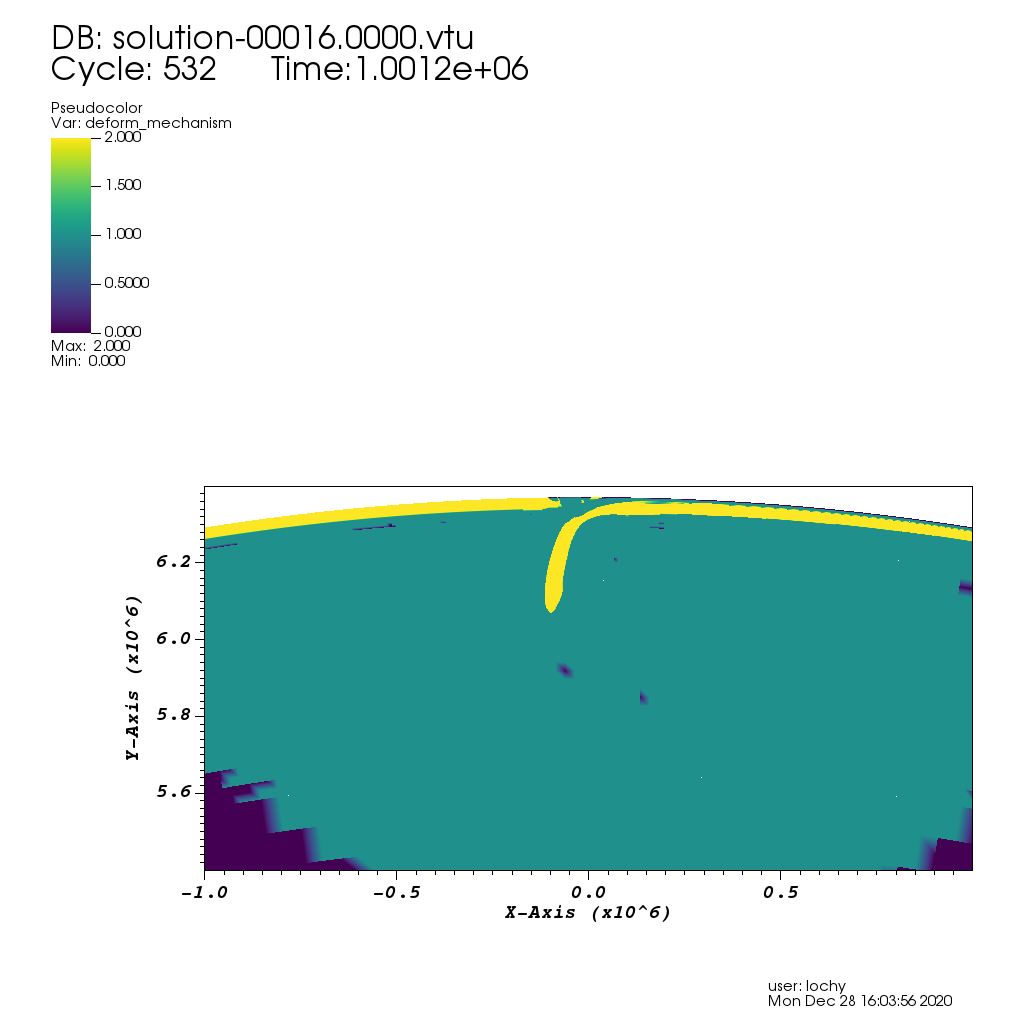 DB: solution-00016.0000.vtu
Cycle: 532 Time:1.0012e+06
Pseudocolor
Var: deform_mechanism
2.000
1.500
1.000
0.5000
0.000
Max: 2.000
Min: 0.000
6.2
6.0
5.8
5.6
Y-Axis (x10^6)
-1.0 -0.5 0.0 0.5
X-Axis (x10^6)
user: lochy
Mon Dec 28 16:03:56 2020